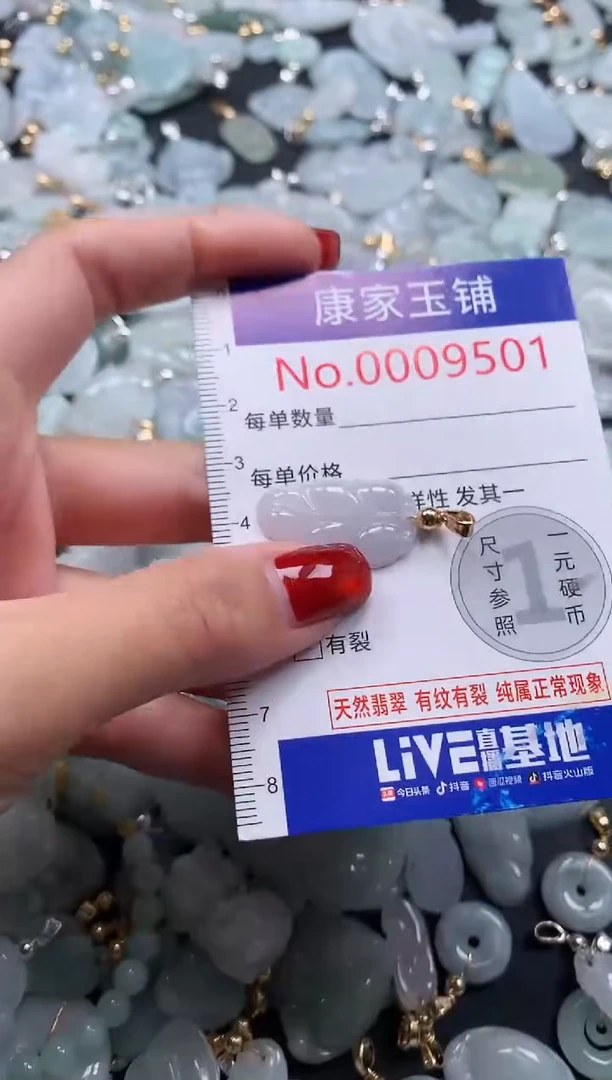 康家玉铺
No.0009501
1
2
每单数量
3
每单价格
样性 发其一
4
尺寸参照
一元硬币
1
有裂
天然翡翠 有纹有裂 纯属正常现象
7
LiVE直播基地
8
今日头条 抖音 西瓜视频 抖音火山版